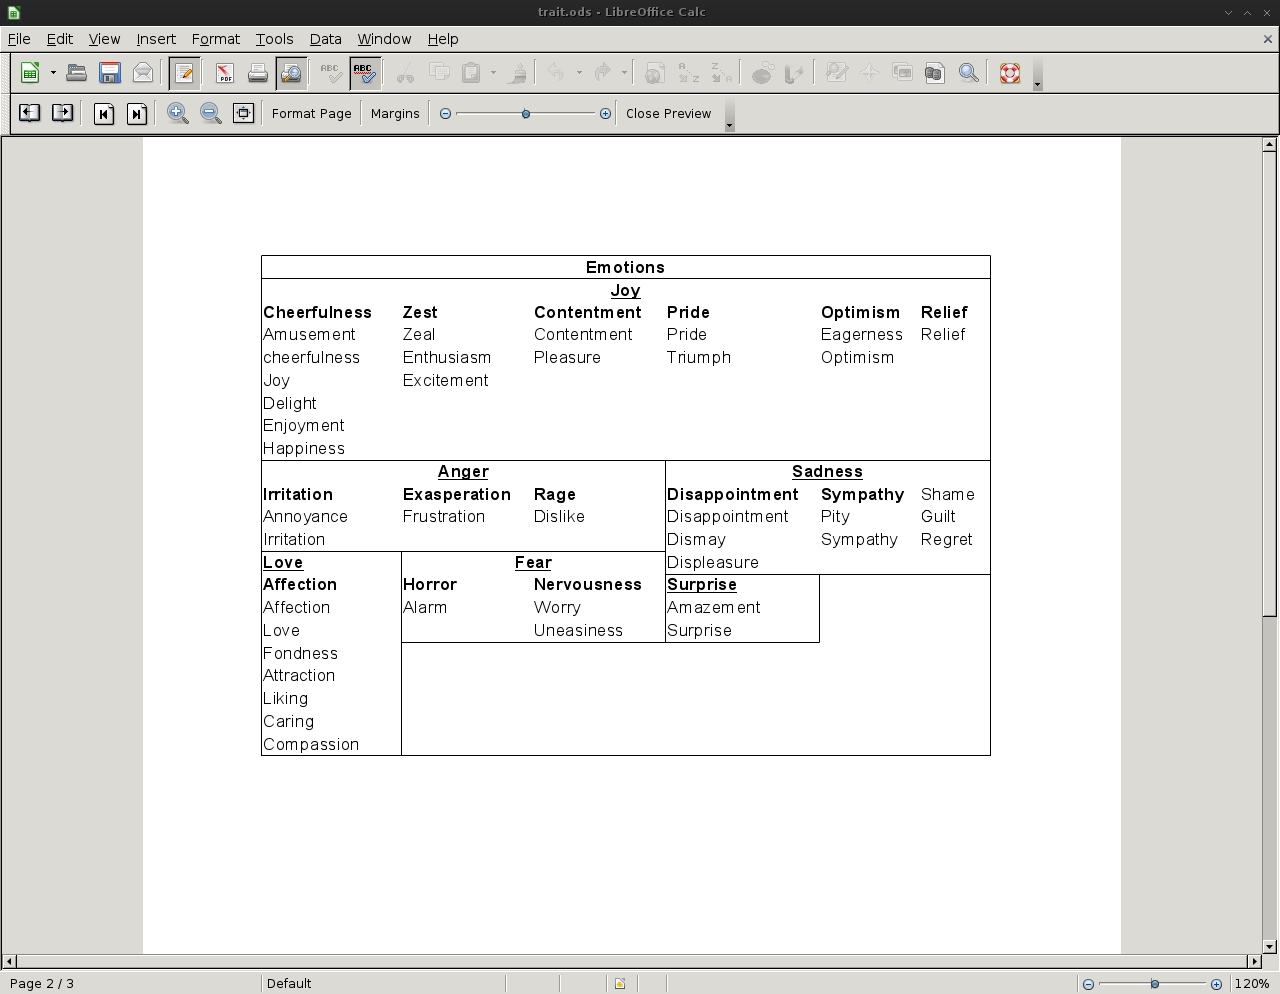 trait.ods - LibreOffice Calc
File Edit View Insert Format Tools Data Window Help
Format Page Margins Close Preview
Emotions
Joy
Cheerfulness Zest Contentment Pride Optimism Relief
Amusement Zeal Contentment Pride Eagerness Relief
cheerfulness Enthusiasm Pleasure Triumph Optimism
Joy Excitement
Delight
Enjoyment
Happiness
Anger Sadness
Irritation Exasperation Rage Disappointment Sympathy Shame
Annoyance Frustration Dislike Disappointment Pity Guilt
Irritation Dismay Sympathy Regret
Love Fear Displeasure
Affection Horror Nervousness Surprise
Affection Alarm Worry Amazement
Love Uneasiness Surprise
Fondness
Attraction
Liking
Caring
Compassion
Page 2 / 3 Default 120%